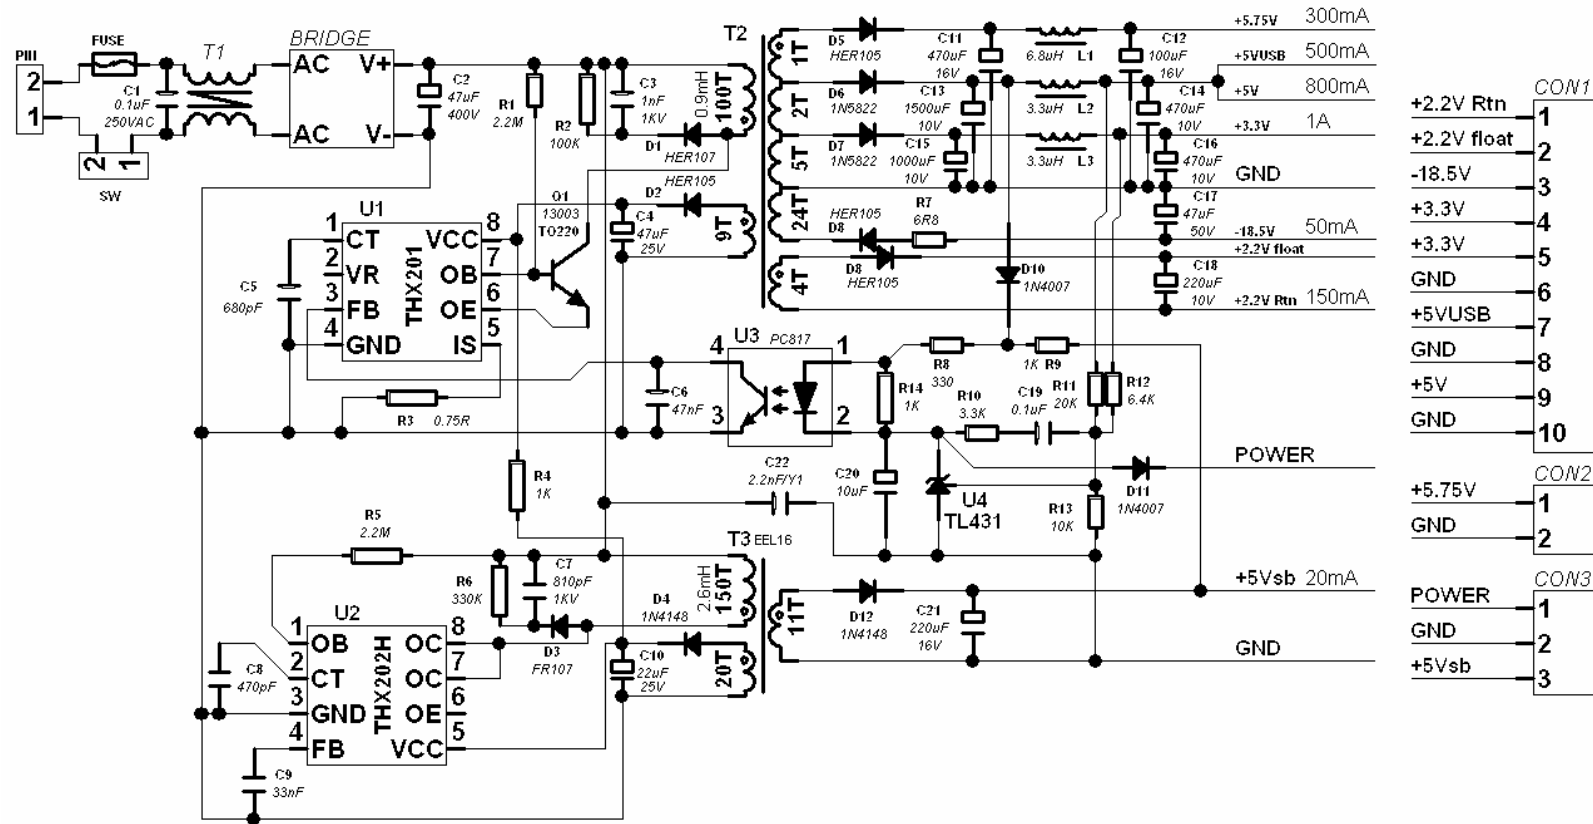 PIII
2
1
FUSE
C1
0.1uF
250VAC
T1
2
1
SW
BRIDGE
AC
V+
AC
V-
C2
47uF
400V
R1
2.2M
R2
100K
C3
1nF
1KV
D1
HER107
0.9mH
100T
T2
D2
HER105
9T
C4
47uF
25V
Q1
13003
TO220
U1
1
CT
VCC
8
2
VR
OB
7
3
FB
OE
6
4
GND
IS
5
THX201
C5
680pF
R3
0.75R
1T
2T
5T
24T
4T
D5
HER105
D6
1N5822
D7
1N5822
HER105
D8
R7
6R8
D8
HER105
C11
470uF
16V
C13
1500uF
10V
C15
1000uF
10V
6.8uH
L1
3.3uH
L2
3.3uH
L3
C12
100uF
16V
C14
470uF
10V
C16
470uF
10V
C17
47uF
50V
C18
220uF
10V
D10
1N4007
+5.75V
300mA
+5VUSB
500mA
+5V
800mA
+3.3V
1A
GND
-18.5V
50mA
+2.2V float
+2.2V Rtn
150mA
U3
PC817
4
1
3
2
C6
47nF
R14
1K
R8
330
1K
R9
R10
3.3K
C19
0.1uF
R11
20K
R12
6.4K
C20
10uF
U4
TL431
R13
10K
D11
1N4007
POWER
C22
2.2nF/Y1
R4
1K
R5
2.2M
R6
330K
C7
810pF
1KV
D3
FR107
D4
1N4148
T3
EEL16
2.6mH
150T
20T
11T
D12
1N4148
C21
220uF
16V
C10
22uF
25V
+5Vsb
20mA
GND
U2
1
OB
OC
8
2
CT
OC
7
3
GND
OE
6
4
FB
VCC
5
THX202H
C8
470pF
C9
33nF
CON1
+2.2V Rtn
1
+2.2V float
2
-18.5V
3
+3.3V
4
+3.3V
5
GND
6
+5VUSB
7
GND
8
+5V
9
GND
10
CON2
+5.75V
1
GND
2
CON3
POWER
1
GND
2
+5Vsb
3